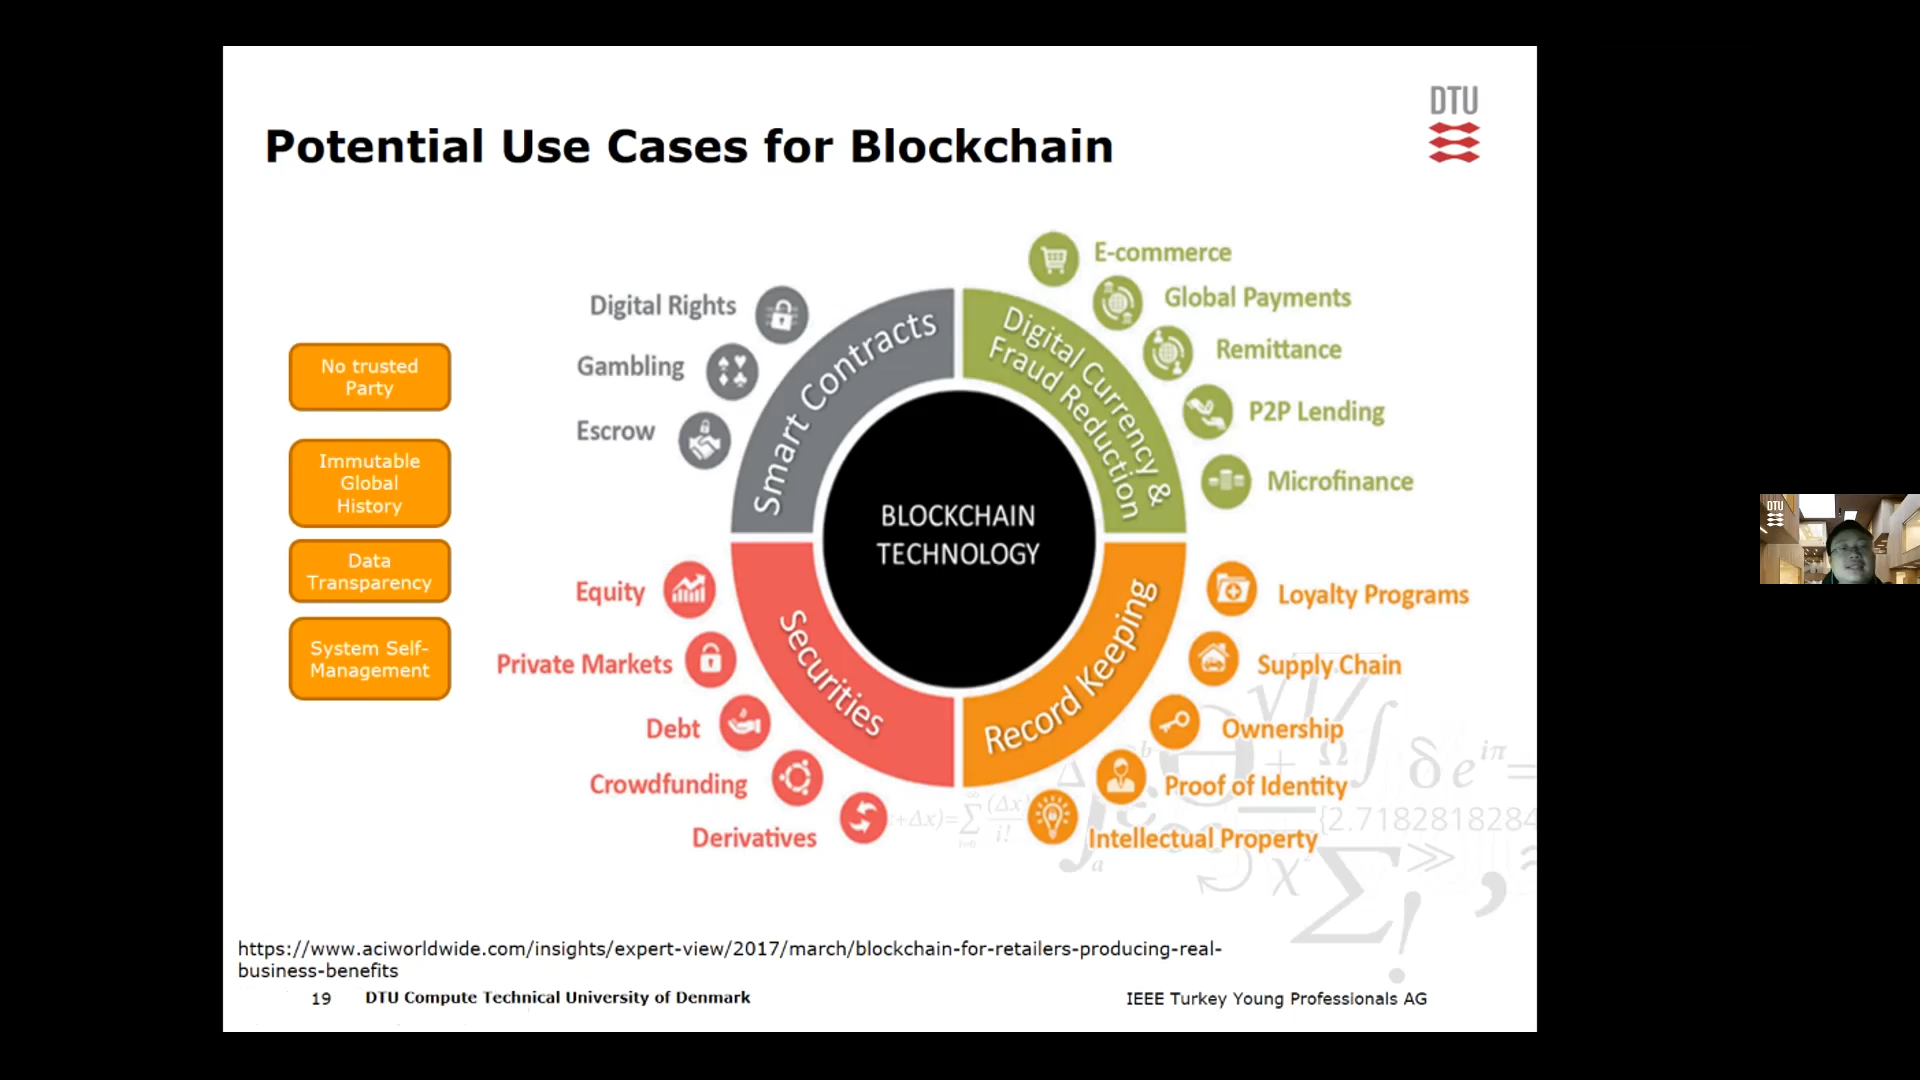 DTU
Potential Use Cases for Blockchain
No trusted
Party
Immutable
Global
History
Data
Transparency
System Self-
Management
Digital Rights
Gambling
Escrow
Smart Contracts
E-commerce
Global Payments
Remittance
P2P Lending
Microfinance
Digital Currency &
Fraud Reduction
BLOCKCHAIN
TECHNOLOGY
Equity
Private Markets
Debt
Crowdfunding
Derivatives
Securities
Loyalty Programs
Supply Chain
Ownership
Proof of Identity
Intellectual Property
Record Keeping
{2.7182818284
https://www.aciworldwide.com/insights/expert-view/2017/march/blockchain-for-retailers-producing-real-
business-benefits
19 DTU Compute Technical University of Denmark
IEEE Turkey Young Professionals AG
DTU